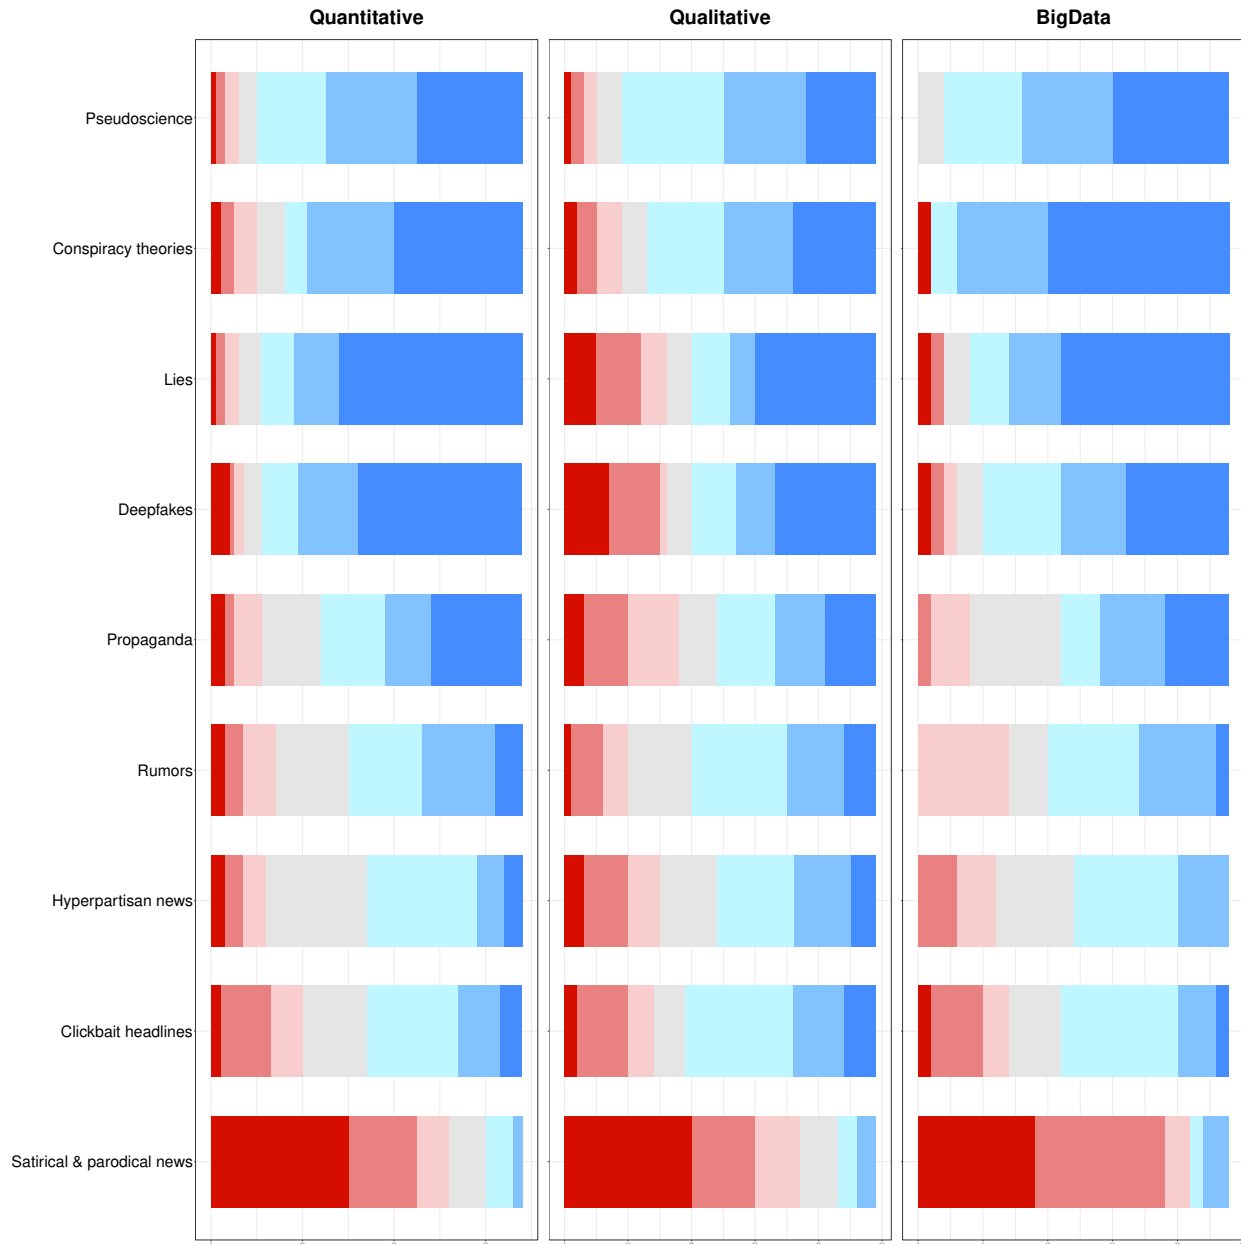 Quantitative
Qualitative
BigData
Pseudoscience
Conspiracy theories
Lies
Deepfakes
Propaganda
Rumors
Hyperpartisan news
Clickbait headlines
Satirical & parodical news